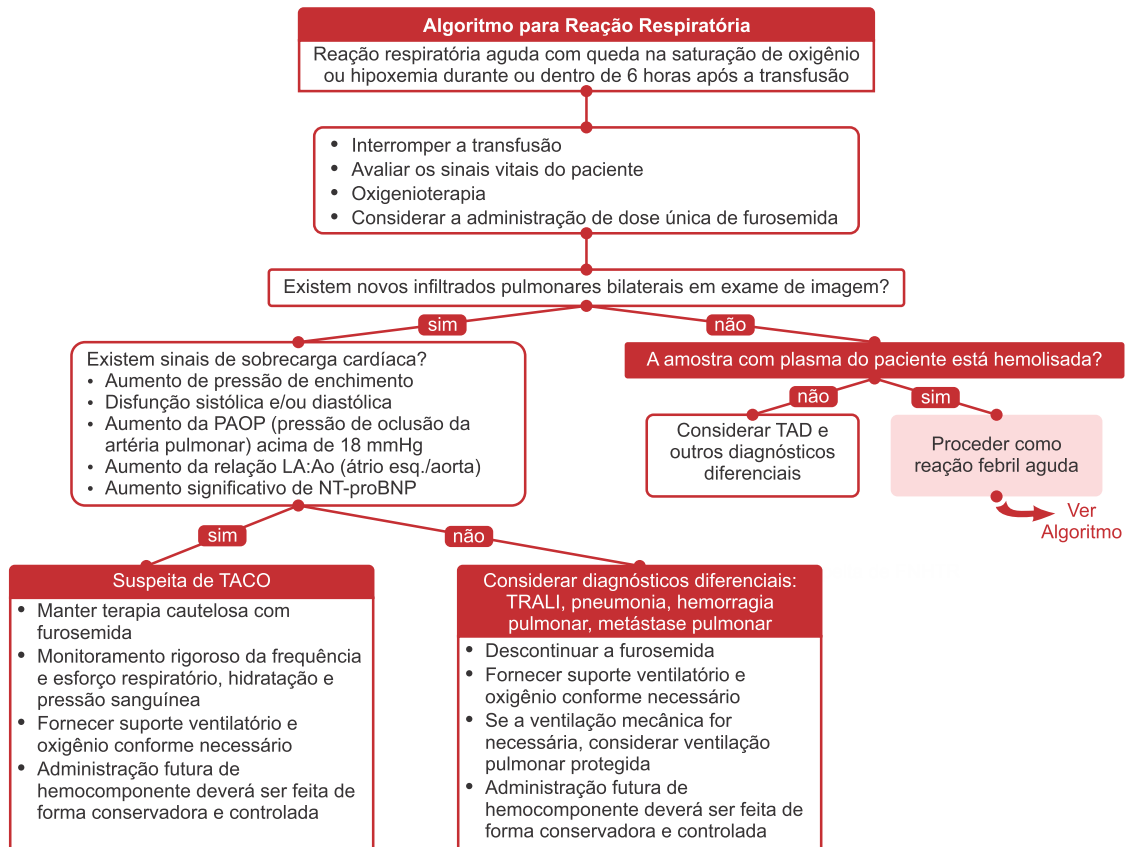 Algoritmo para Reação Respiratória
Reação respiratória aguda com queda na saturação de oxigênio
ou hipoxemia durante ou dentro de 6 horas após a transfusão
• Interromper a transfusão
• Avaliar os sinais vitais do paciente
• Oxigenioterapia
• Considerar a administração de dose única de furosemida
Existem novos infiltrados pulmonares bilaterais em exame de imagem?
sim
não
Existem sinais de sobrecarga cardíaca?
• Aumento de pressão de enchimento
• Disfunção sistólica e/ou diastólica
• Aumento da PAOP (pressão de oclusão da
artéria pulmonar) acima de 18 mmHg
• Aumento da relação LA:Ao (átrio esq./aorta)
• Aumento significativo de NT-proBNP
A amostra com plasma do paciente está hemolisada?
não
sim
Considerar TAD e
outros diagnósticos
diferenciais
Proceder como
reação febril aguda
Ver
Algoritmo
sim
não
Suspeita de TACO
• Manter terapia cautelosa com
furosemida
• Monitoramento rigoroso da frequência
e esforço respiratório, hidratação e
pressão sanguínea
• Fornecer suporte ventilatório e
oxigênio conforme necessário
• Administração futura de
hemocomponente deverá ser feita de
forma conservadora e controlada
Considerar diagnósticos diferenciais:
TRALI, pneumonia, hemorragia
pulmonar, metástase pulmonar
• Descontinuar a furosemida
• Fornecer suporte ventilatório e
oxigênio conforme necessário
• Se a ventilação mecânica for
necessária, considerar ventilação
pulmonar protegida
• Administração futura de
hemocomponente deverá ser feita de
forma conservadora e controlada